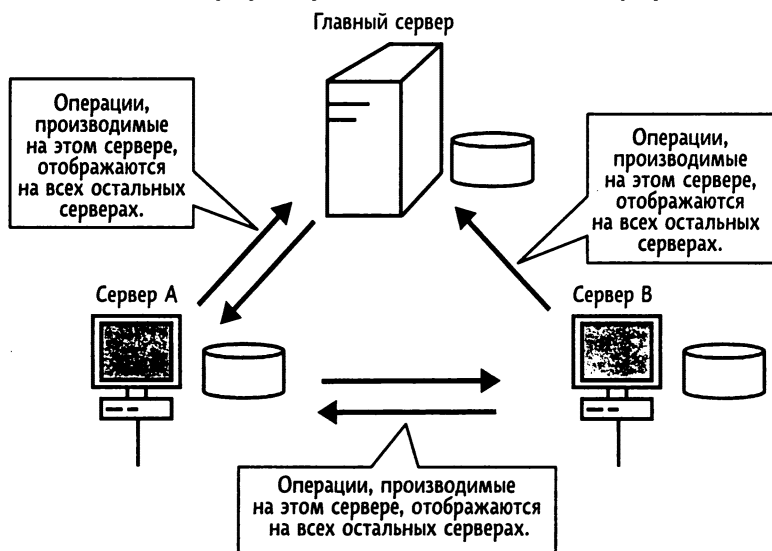 Главный сервер
Операции,
производимые
на этом сервере,
отображаются
на всех остальных
серверах.
Операции,
производимые
на этом сервере,
отображаются
на всех остальных
серверах.
Сервер А
Сервер В
Операции, производимые
на этом сервере, отображаются
на всех остальных серверах.